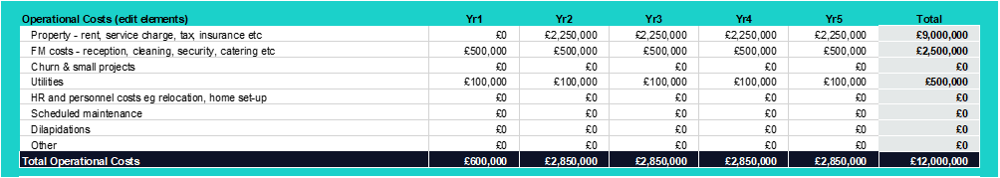 Operational Costs (edit elements) Yr1 Yr2 Yr3 Yr4 Yr5 Total
Property - rent, service charge, tax, insurance etc £0 £2,250,000 £2,250,000 £2,250,000 £2,250,000 £9,000,000
FM costs - reception, cleaning, security, catering etc £500,000 £500,000 £500,000 £500,000 £500,000 £2,500,000
Churn & small projects £0 £0 £0 £0 £0 £0
Utilities £100,000 £100,000 £100,000 £100,000 £100,000 £500,000
HR and personnel costs eg relocation, home set-up £0 £0 £0 £0 £0 £0
Scheduled maintenance £0 £0 £0 £0 £0 £0
Dilapidations £0 £0 £0 £0 £0 £0
Other £0 £0 £0 £0 £0 £0
Total Operational Costs £600,000 £2,850,000 £2,850,000 £2,850,000 £2,850,000 £12,000,000